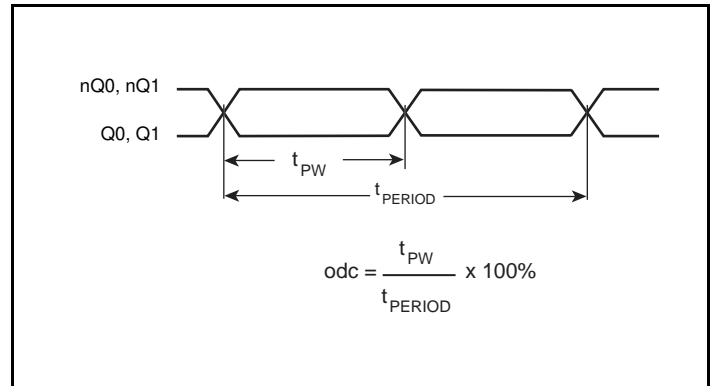 nQ0, nQ1
Q0, Q1
tPW
tPERIOD
odc = tPW / tPERIOD x 100%